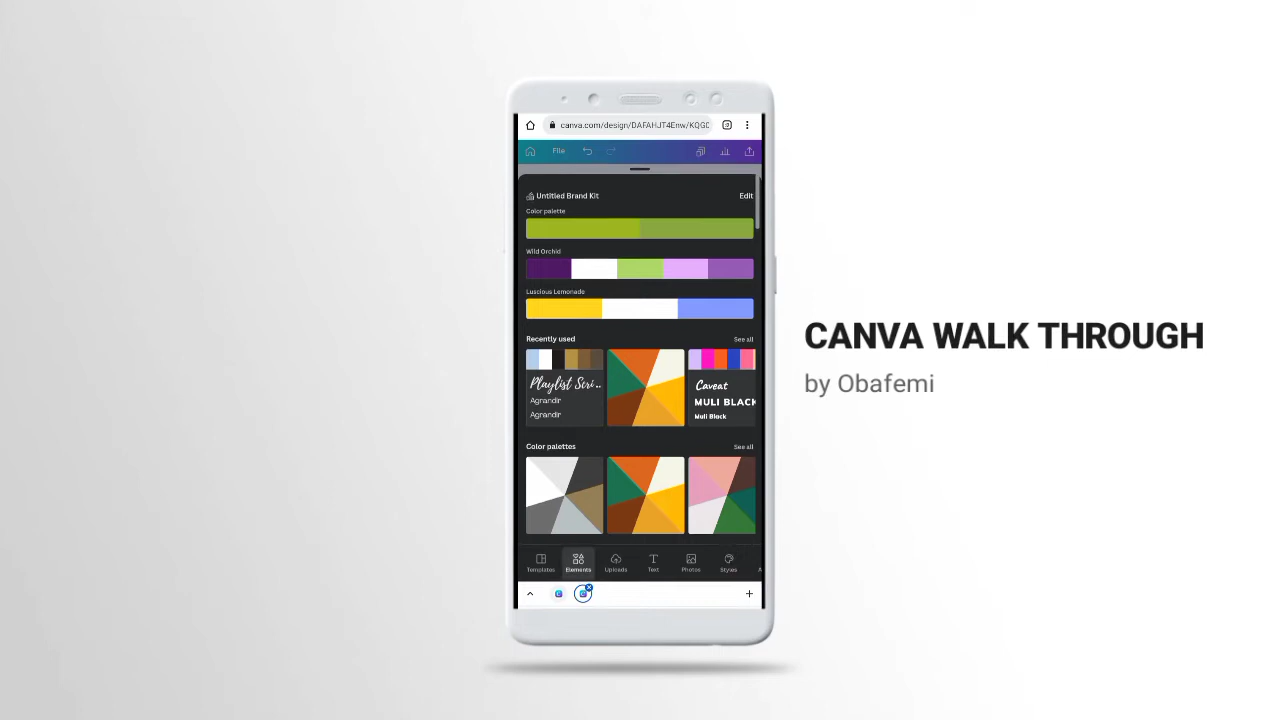 canva.com/design/DAFAHJT4Enw/KQG
File
Untitled Brand Kit
Edit
Color palette
Wild Orchid
Luscious Lemonade
Recently used
See all
Playlist Scri..
Agrandir
Agrandir
Caveat
MULI BLACK
Muli Black
Color palettes
See all
Templates
Elements
Uploads
Text
Photos
Styles
CANVA WALK THROUGH
by Obafemi